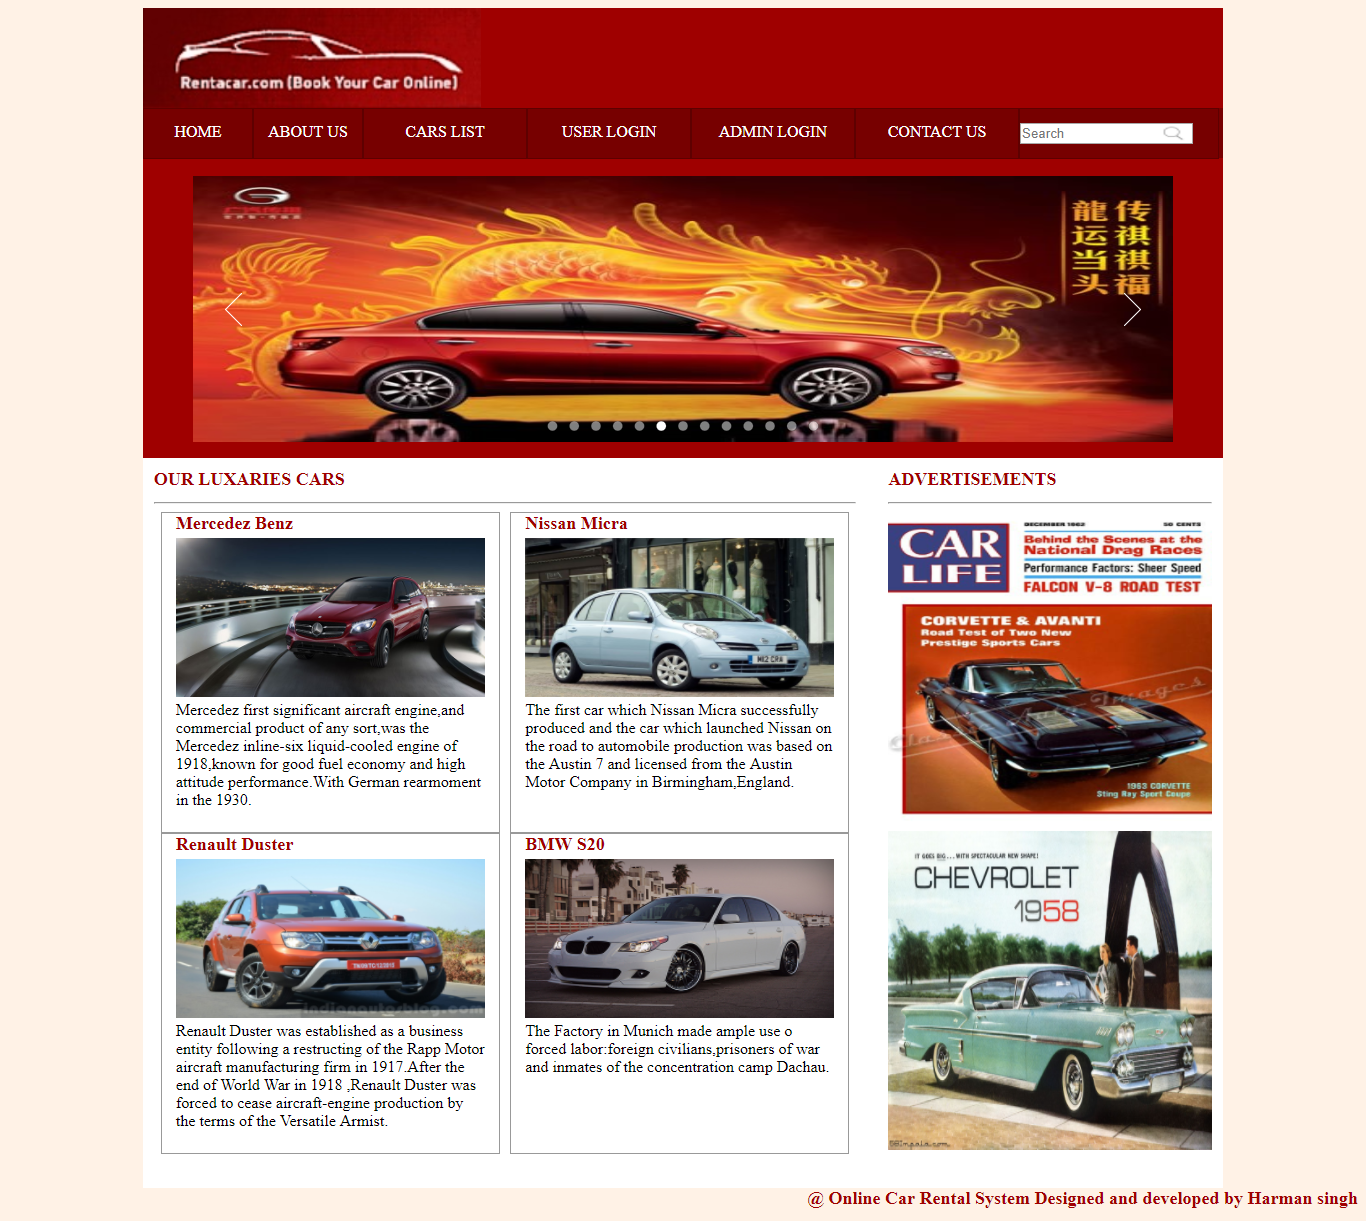 Rentacar.com (Book Your Car Online)
HOME
ABOUT US
CARS LIST
USER LOGIN
ADMIN LOGIN
CONTACT US
Search
龍运当头
传祺祺福
OUR LUXARIES CARS
Mercedez Benz
Mercedez first significant aircraft engine,and
commercial product of any sort,was the
Mercedez inline-six liquid-cooled engine of
1918,known for good fuel economy and high
attitude performance.With German rearmoment
in the 1930.
Nissan Micra
M12 CRA
The first car which Nissan Micra successfully
produced and the car which launched Nissan on
the road to automobile production was based on
the Austin 7 and licensed from the Austin
Motor Company in Birmingham,England.
Renault Duster
indianautosblog.com
Renault Duster was established as a business
entity following a restructing of the Rapp Motor
aircraft manufacturing firm in 1917.After the
end of World War in 1918 ,Renault Duster was
forced to cease aircraft-engine production by
the terms of the Versatile Armist.
BMW S20
The Factory in Munich made ample use o
forced labor:foreign civilians,prisoners of war
and inmates of the concentration camp Dachau.
ADVERTISEMENTS
DECEMBER 1962
50 CENTS
CAR
LIFE
Behind the Scenes at the
National Drag Races
Performance Factors: Sheer Speed
FALCON V-8 ROAD TEST
CORVETTE & AVANTI
Road Test of Two New
Prestige Sports Cars
1963 CORVETTE
Sting Ray Sport Coupe
IT GOES BIG...WITH SPECTACULAR NEW SHAPE!
CHEVROLET
1958
@ Online Car Rental System Designed and developed by Harman singh